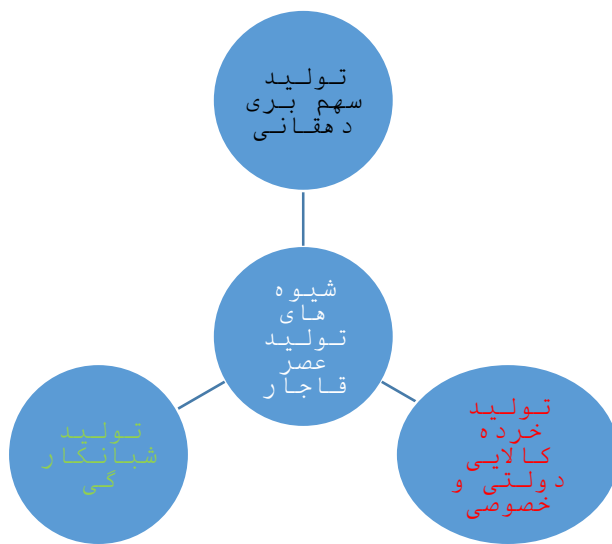 تولید
سهم بری
دهقانی
شیوه
های
تولید
عصر
قاجار
تولید
خرده
کالایی
دولتی و
خصوصی
تولید
شبانکار
گی